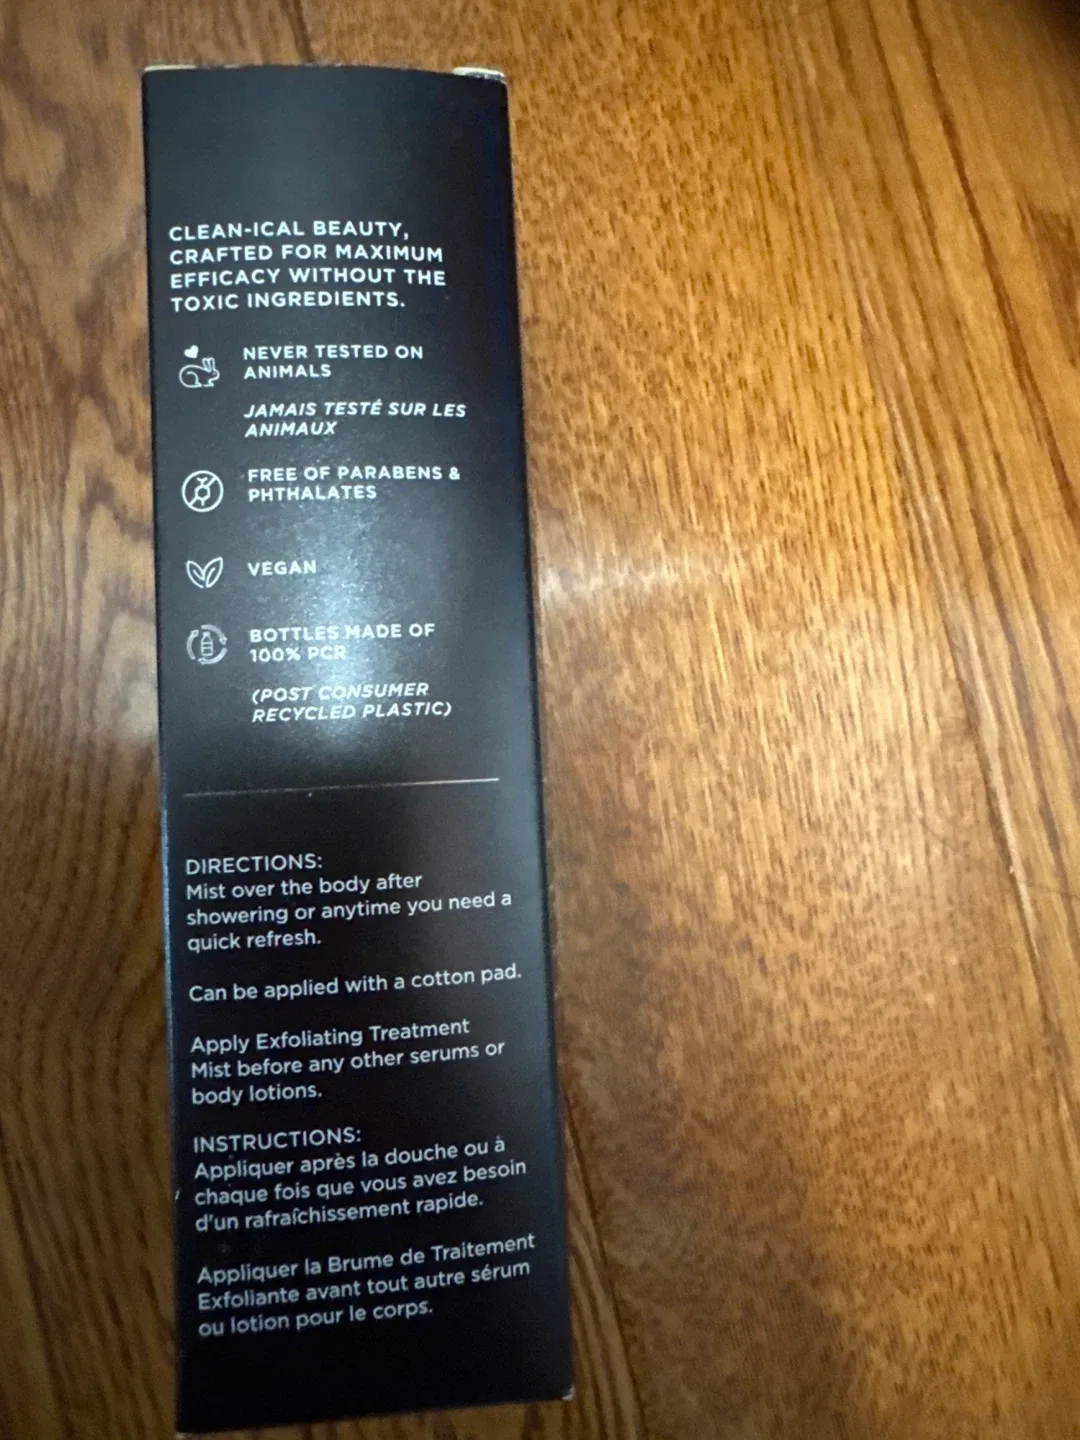 CLEAN-ICAL BEAUTY,
CRAFTED FOR MAXIMUM
EFFICACY WITHOUT THE
TOXIC INGREDIENTS.
NEVER TESTED ON
ANIMALS
JAMAIS TESTÉ SUR LES
ANIMAUX
FREE OF PARABENS &
PHTHALATES
VEGAN
BOTTLES MADE OF
100% PCR
(POST CONSUMER
RECYCLED PLASTIC)
DIRECTIONS:
Mist over the body after
showering or anytime you need a
quick refresh.
Can be applied with a cotton pad.
Apply Exfoliating Treatment
Mist before any other serums or
body lotions.
INSTRUCTIONS:
Appliquer après la douche ou à
chaque fois que vous avez besoin
d'un rafraîchissement rapide.
Appliquer la Brume de Traitement
Exfoliante avant tout autre sérum
ou lotion pour le corps.